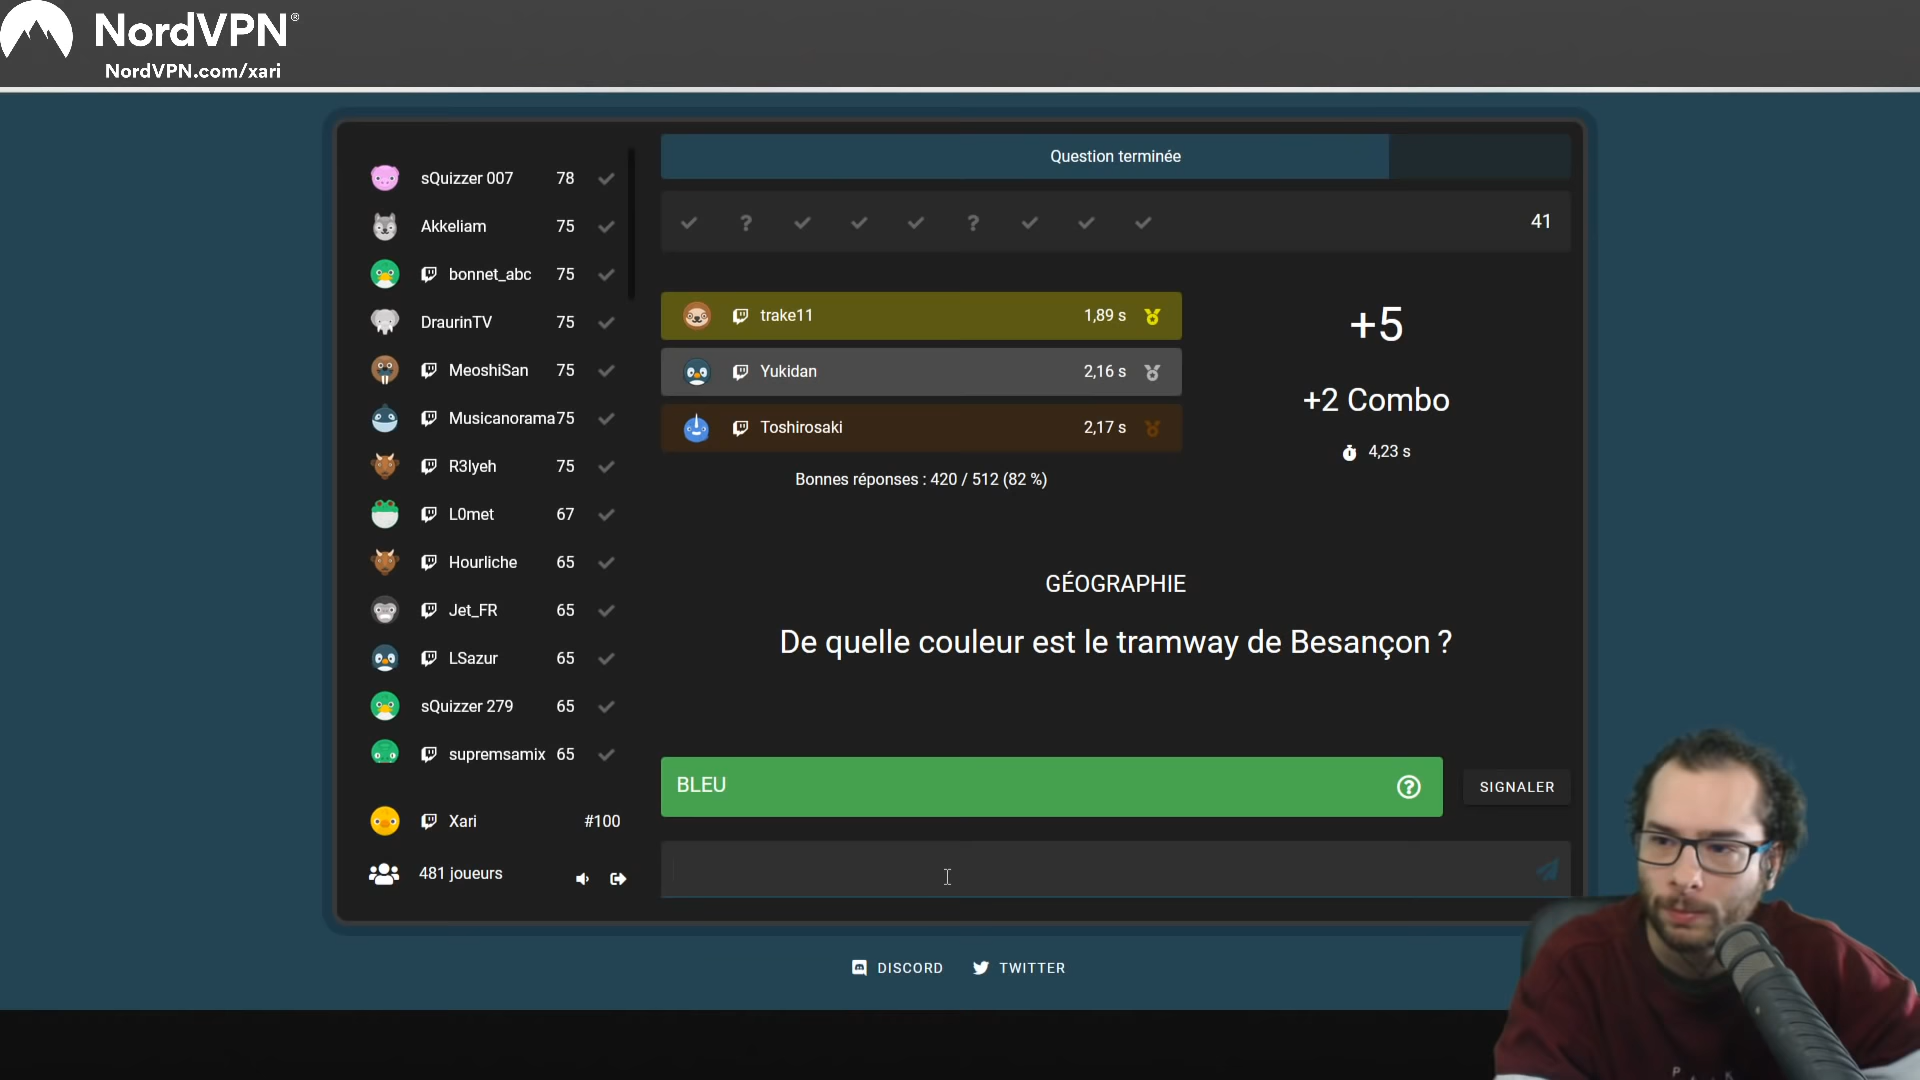 NordVPN®
NordVPN.com/xari
Question terminée
sQuizzer 007 78
Akkeliam 75
bonnet_abc 75
DraurinTV 75
MeoshiSan 75
Musicanorama 75
R3lyeh 75
L0met 67
Hourliche 65
Jet_FR 65
LSazur 65
sQuizzer 279 65
supremsamix 65
Xari #100
481 joueurs
? ? 41
trake11 1,89 s
Yukidan 2,16 s
Toshirosaki 2,17 s
Bonnes réponses : 420 / 512 (82 %)
+5
+2 Combo
4,23 s
GÉOGRAPHIE
De quelle couleur est le tramway de Besançon ?
BLEU ?
SIGNALER
DISCORD TWITTER